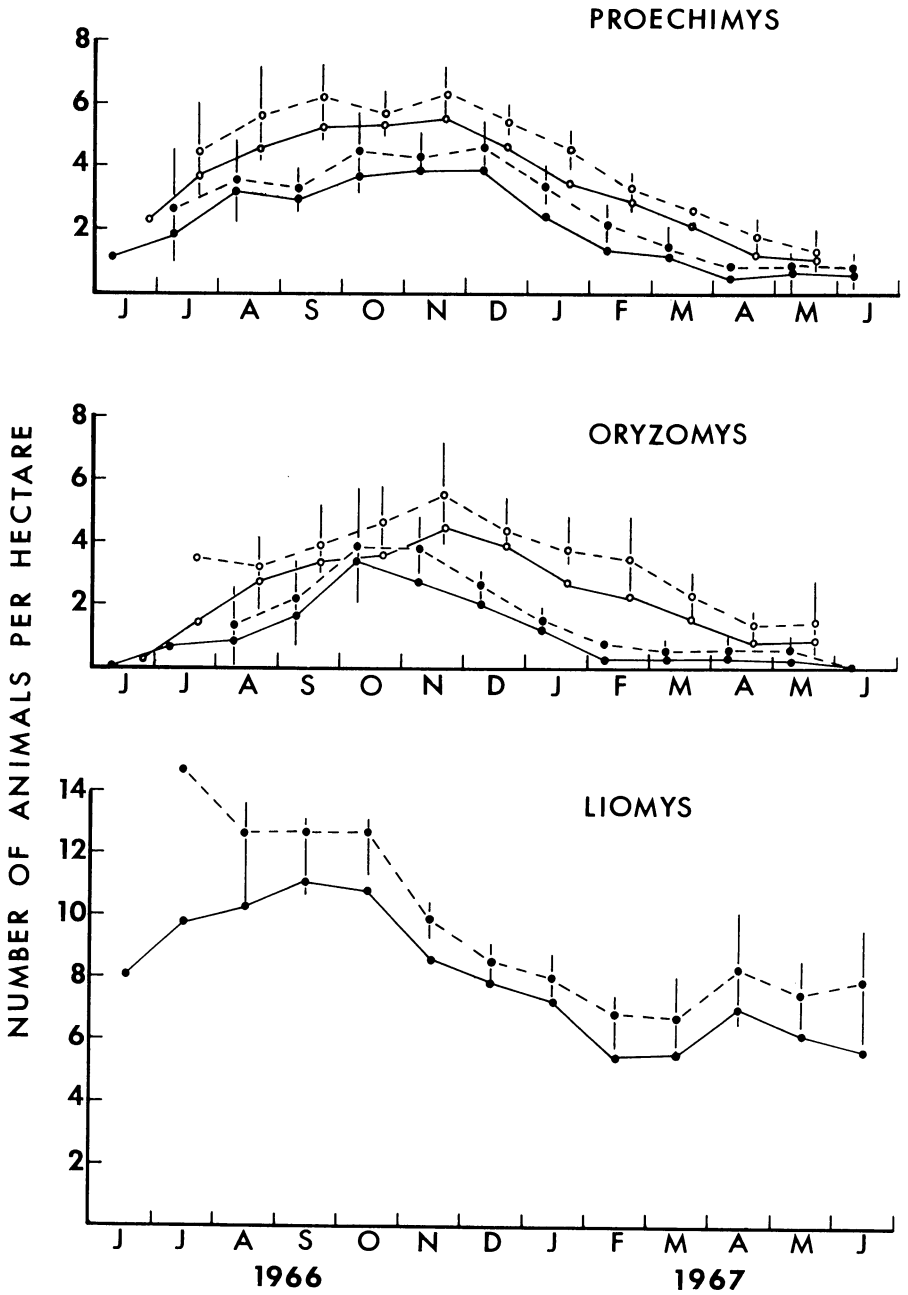 PROECHIMYS
8
6
4
2
J J A S O N D J F M A M J
ORYZOMYS
8
6
4
2
J J A S O N D J F M A M J
NUMBER OF ANIMALS PER HECTARE
LIOMYS
14
12
10
8
6
4
2
J J A S O N D J F M A M J
1966 1967